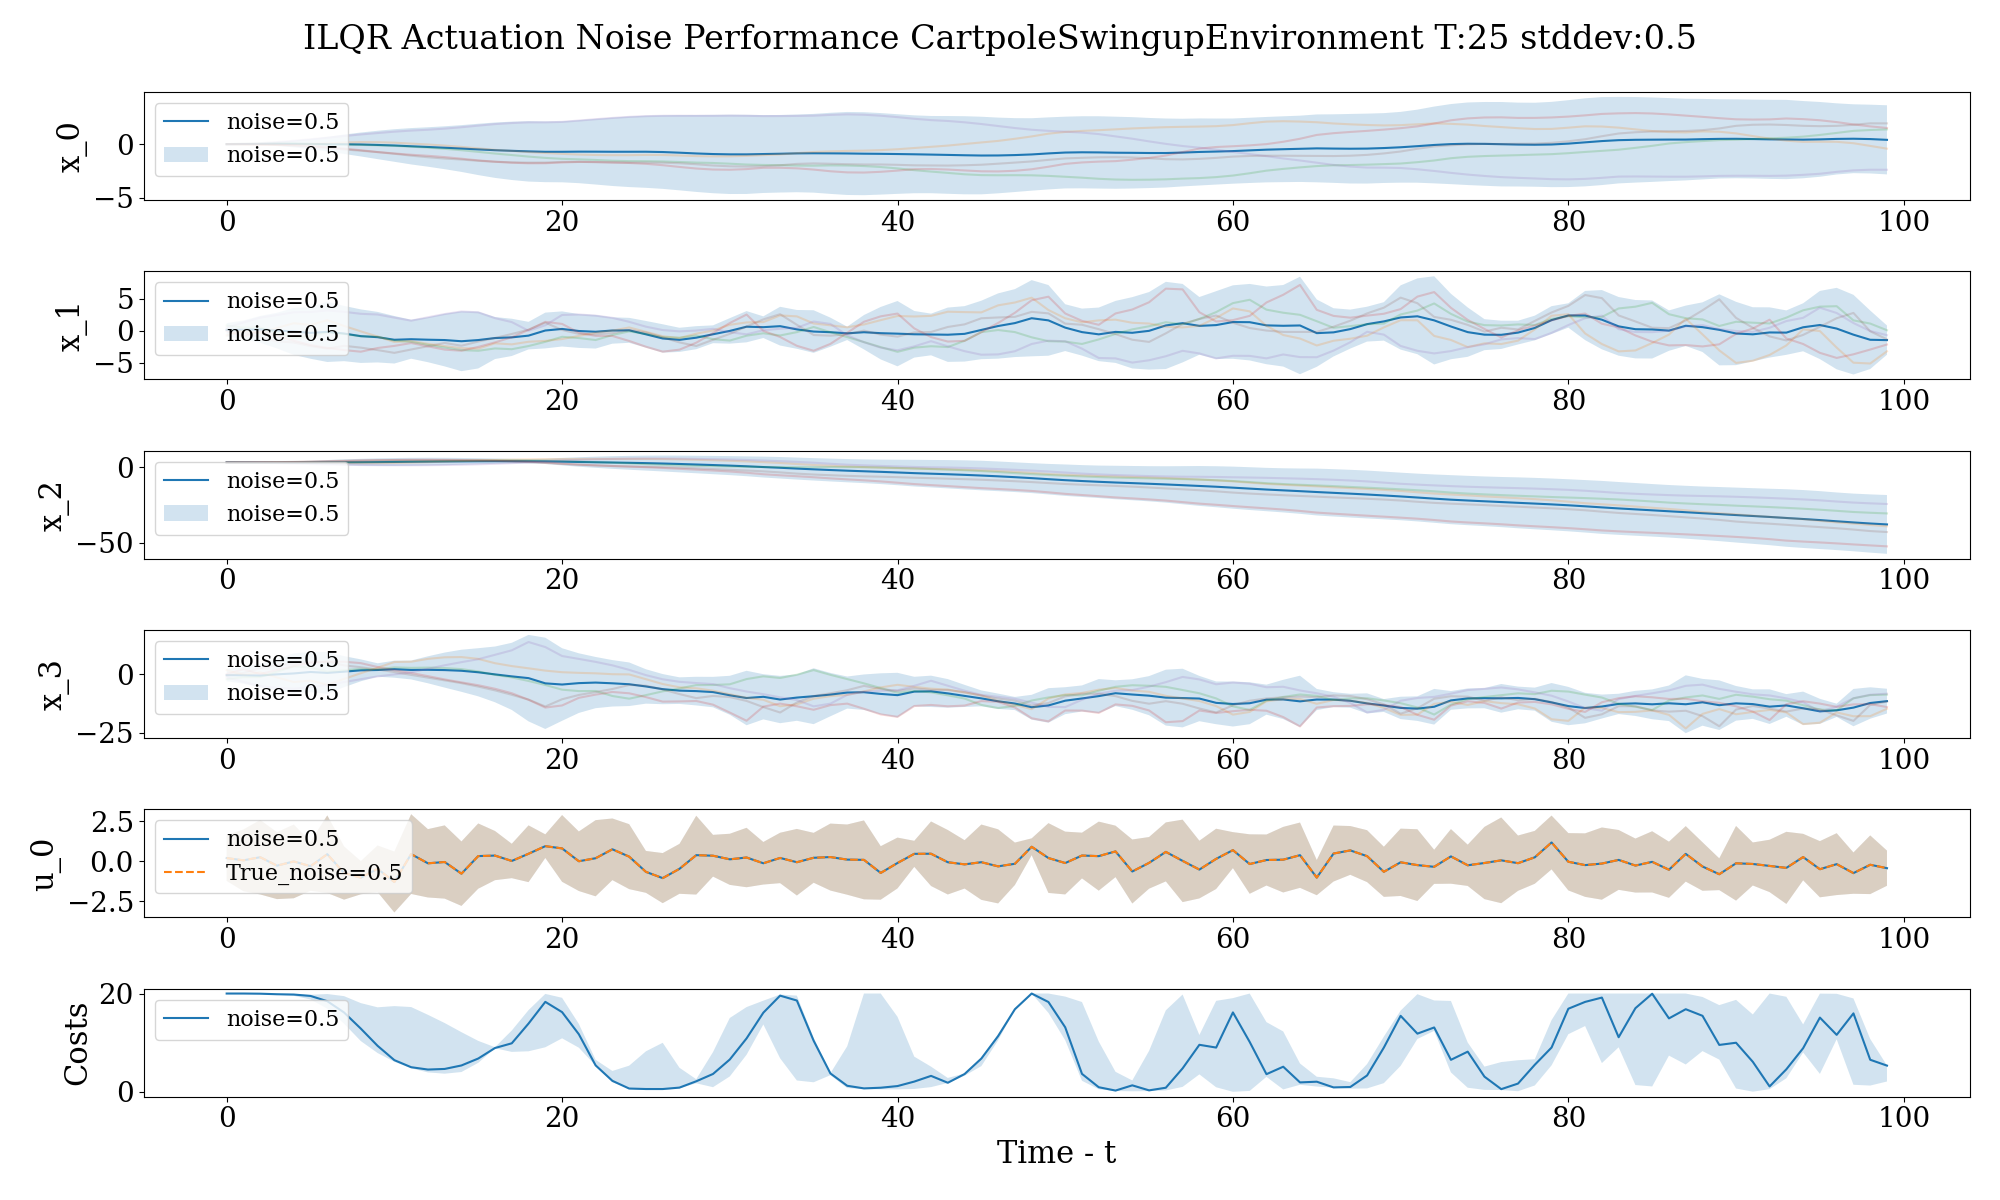 ILQR Actuation Noise Performance CartpoleSwingupEnvironment T:25 stddev:0.5
x_0
0
−5
noise=0.5
noise=0.5
0 20 40 60 80 100
x_1
5
0
−5
noise=0.5
noise=0.5
0 20 40 60 80 100
x_2
0
−50
noise=0.5
noise=0.5
0 20 40 60 80 100
x_3
0
−25
noise=0.5
noise=0.5
0 20 40 60 80 100
u_0
2.5
0.0
−2.5
noise=0.5
True_noise=0.5
0 20 40 60 80 100
Costs
20
0
noise=0.5
0 20 40 60 80 100
Time - t